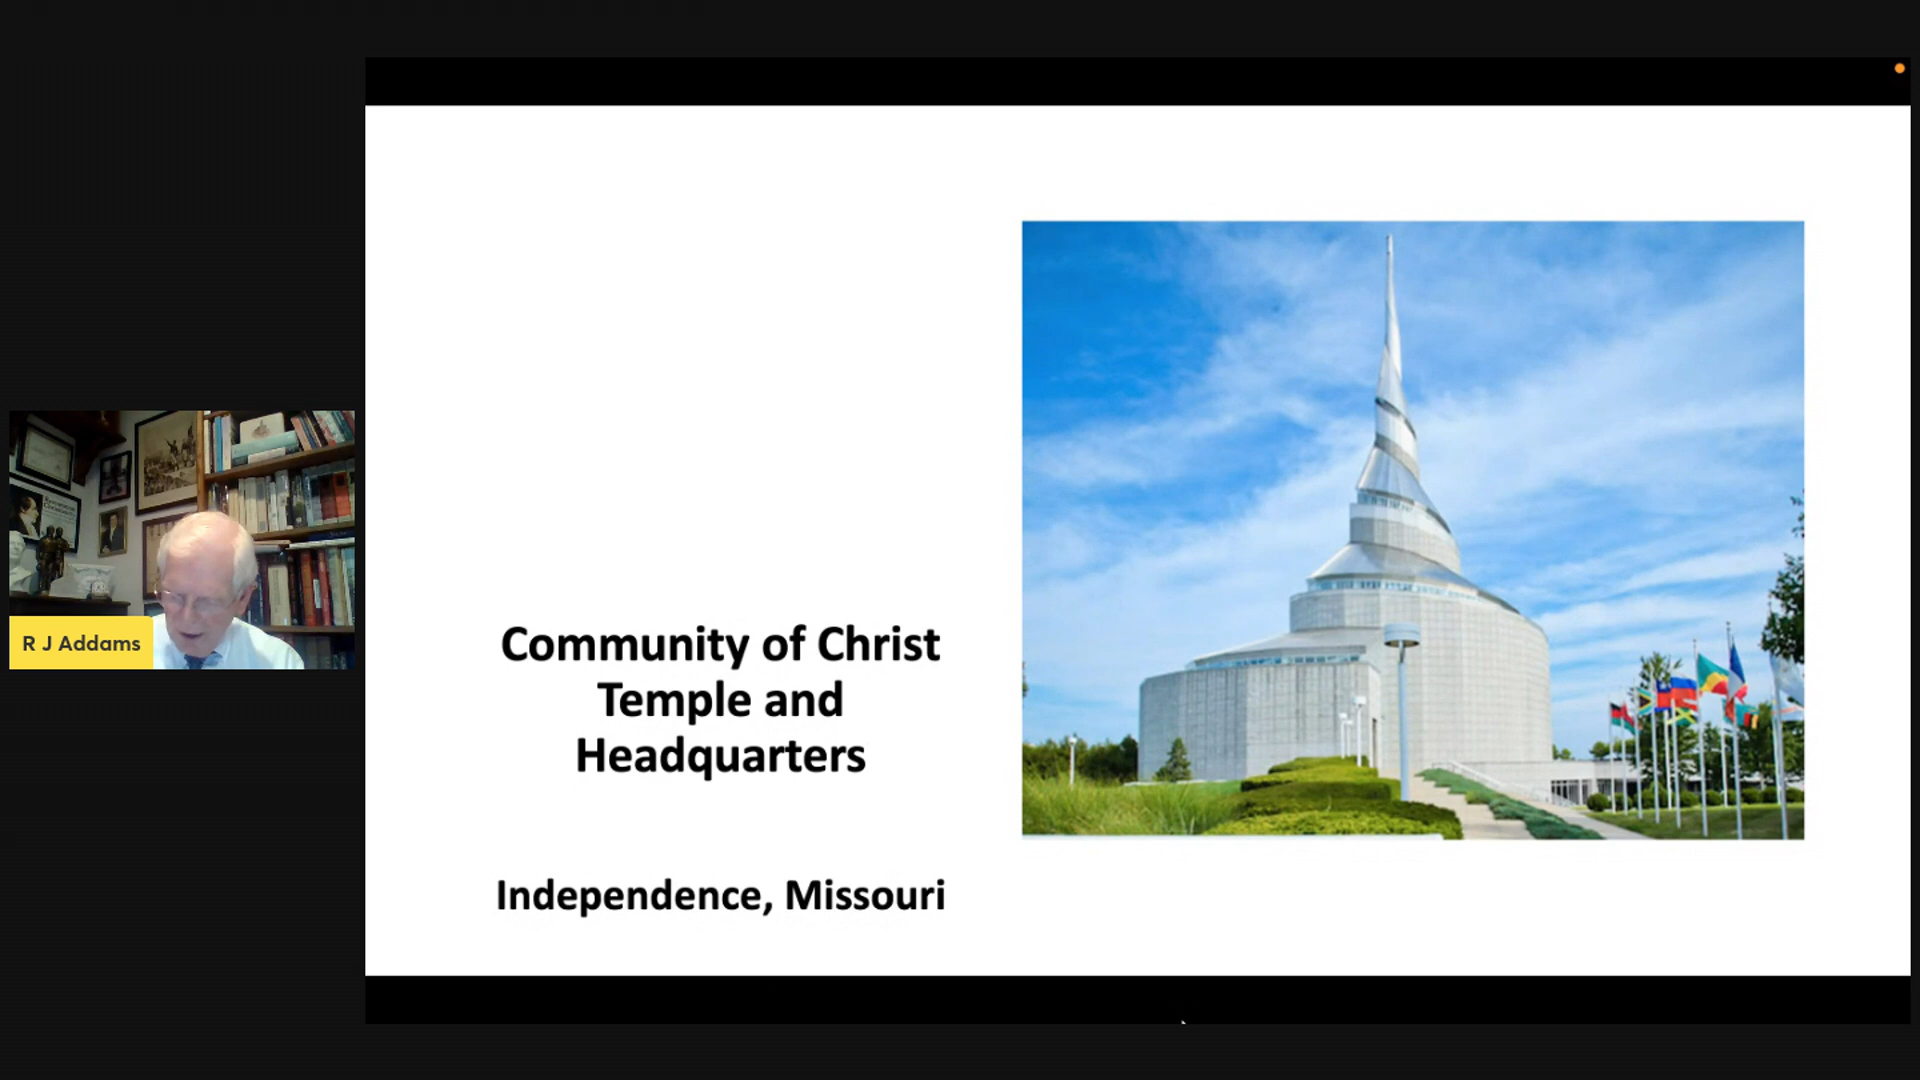 R J Addams
Community of Christ
Temple and
Headquarters
Independence, Missouri